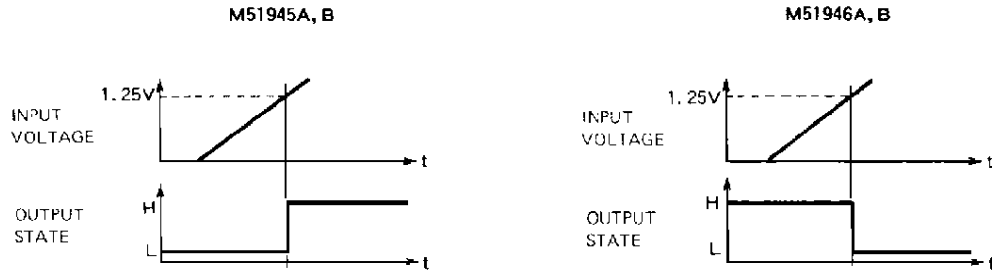 M51945A, B
1.25V
INPUT
VOLTAGE
t
H
OUTPUT
STATE
L
t
M51946A, B
1.25V
INPUT
VOLTAGE
t
H
OUTPUT
STATE
L
t